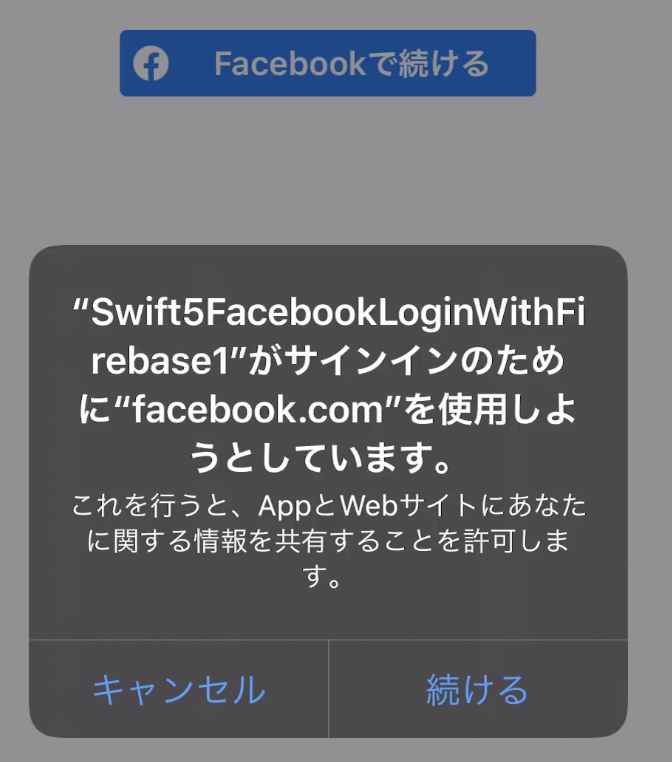 Facebookで続ける
“Swift5FacebookLoginWithFi
rebase1”がサインインのため
に“facebook.com”を使用しよ
うとしています。
これを行うと、AppとWebサイトにあなた
に関する情報を共有することを許可しま
す。
キャンセル
続ける